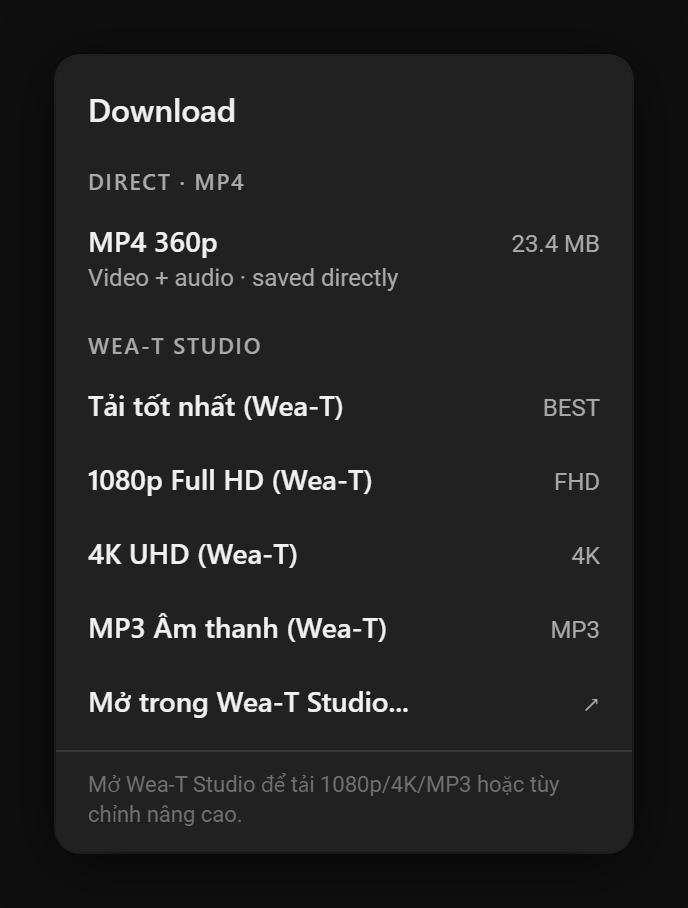 Download
DIRECT · MP4
MP4 360p 23.4 MB
Video + audio · saved directly
WEA-T STUDIO
Tải tốt nhất (Wea-T) BEST
1080p Full HD (Wea-T) FHD
4K UHD (Wea-T) 4K
MP3 Âm thanh (Wea-T) MP3
Mở trong Wea-T Studio... ↗
Mở Wea-T Studio để tải 1080p/4K/MP3 hoặc tùy
chỉnh nâng cao.